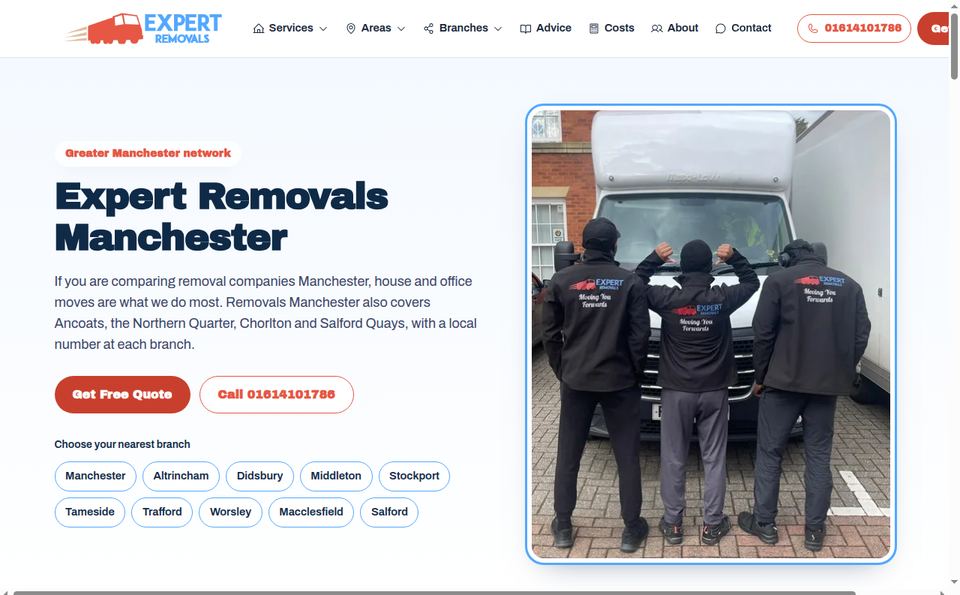 EXPERT
REMOVALS
Services
Areas
Branches
Advice
Costs
About
Contact
01614101786
Ge
Greater Manchester network
Expert Removals
Manchester
If you are comparing removal companies Manchester, house and office
moves are what we do most. Removals Manchester also covers
Ancoats, the Northern Quarter, Chorlton and Salford Quays, with a local
number at each branch.
Get Free Quote
Call 01614101786
Choose your nearest branch
Manchester
Altrincham
Didsbury
Middleton
Stockport
Tameside
Trafford
Worsley
Macclesfield
Salford
EXPERT
REMOVALS
Moving You
Forwards
EXPERT
REMOVALS
Moving You
Forwards
EXPERT
REMOVALS
Moving You
Forwards